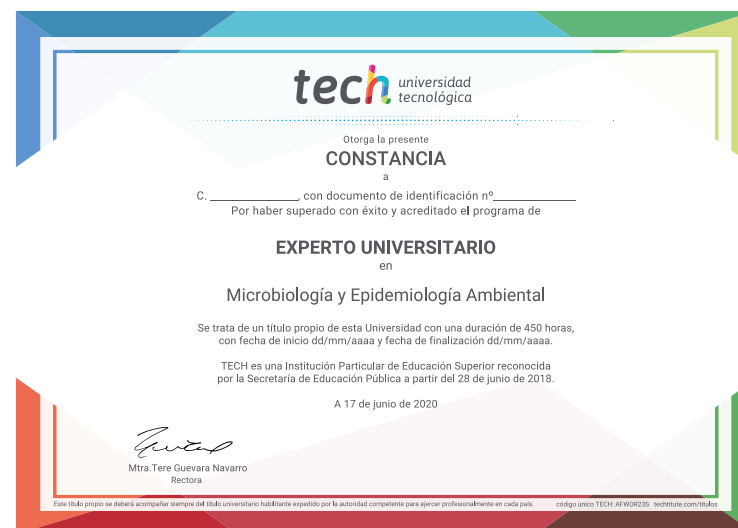 tech universidad
tecnológica
Otorga la presente
CONSTANCIA
a
C. ______________, con documento de identificación nº_____________
Por haber superado con éxito y acreditado el programa de
EXPERTO UNIVERSITARIO
en
Microbiología y Epidemiología Ambiental
Se trata de un título propio de esta Universidad con una duración de 450 horas,
con fecha de inicio dd/mm/aaaa y fecha de finalización dd/mm/aaaa.
TECH es una Institución Particular de Educación Superior reconocida
por la Secretaría de Educación Pública a partir del 28 de junio de 2018.
A 17 de junio de 2020
Mtra.Tere Guevara Navarro
Rectora
Este título propio se deberá acompañar siempre del título universitario habilitante expedido por la autoridad competente para ejercer profesionalmente en cada país. código único TECH: AFWOR23S techtitute.com/titulos